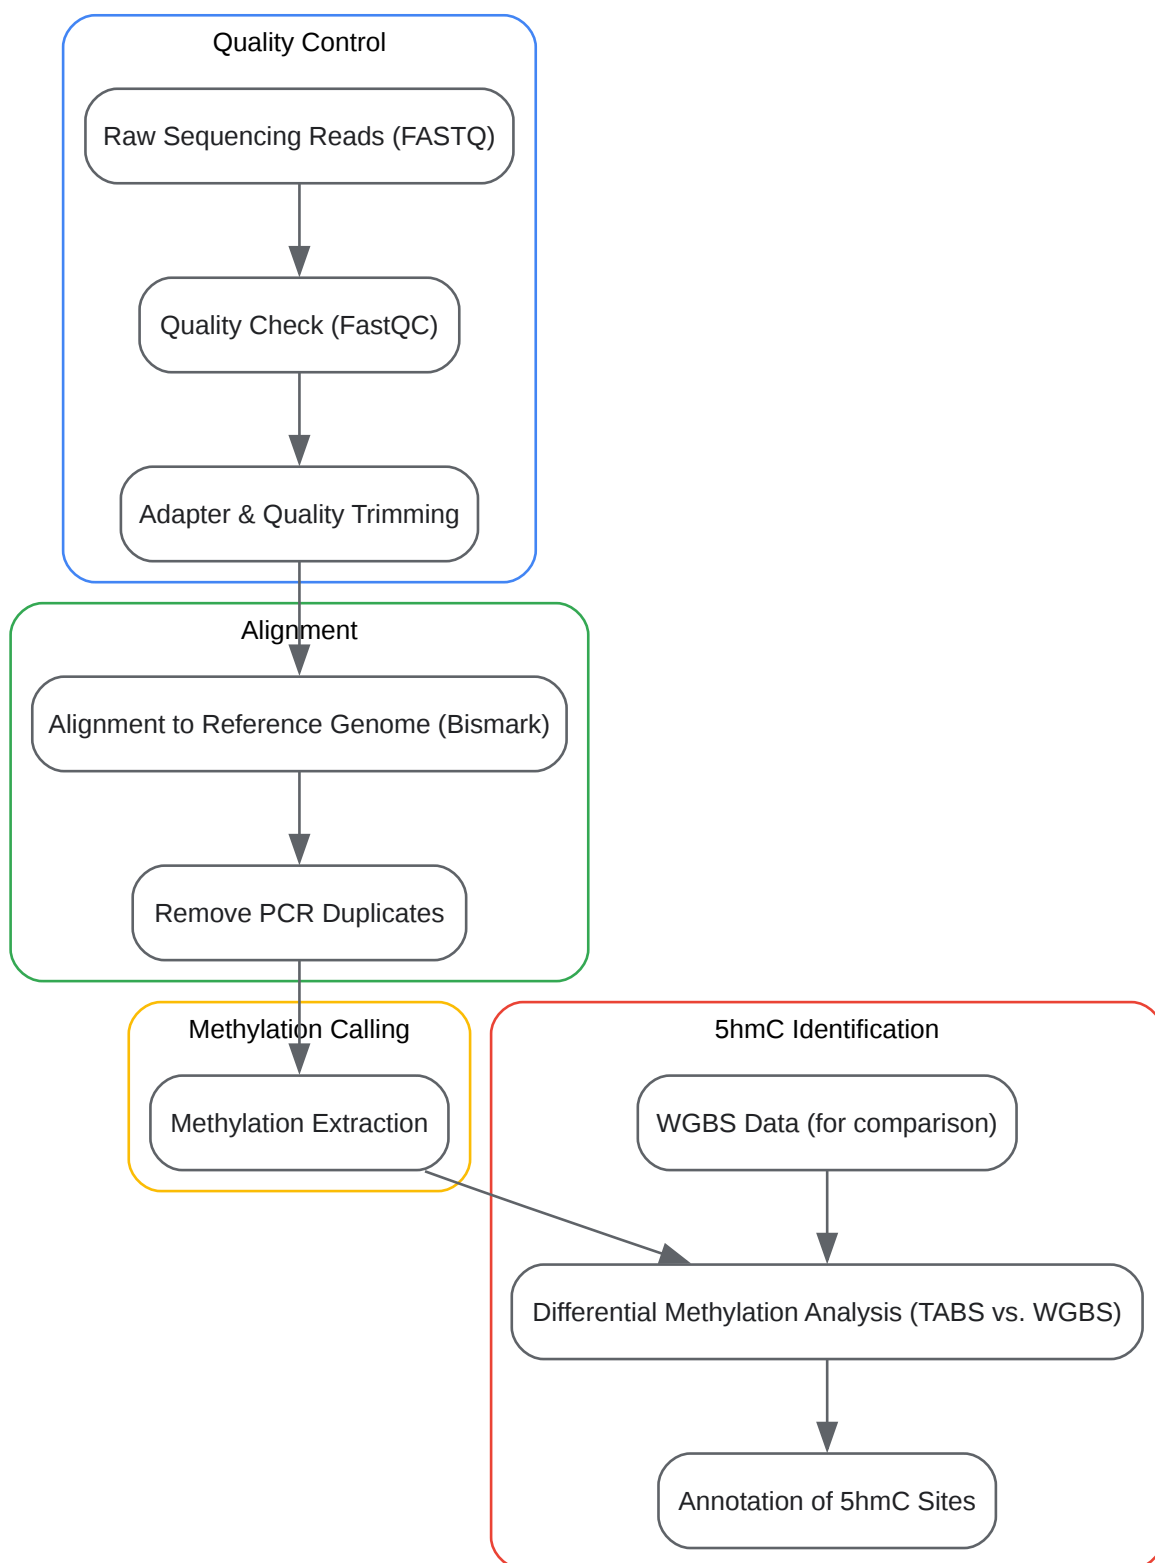 Quality Control
Raw Sequencing Reads (FASTQ)
Quality Check (FastQC)
Adapter & Quality Trimming
Alignment
Alignment to Reference Genome (Bismark)
Remove PCR Duplicates
Methylation Calling
Methylation Extraction
5hmC Identification
WGBS Data (for comparison)
Differential Methylation Analysis (TABS vs. WGBS)
Annotation of 5hmC Sites